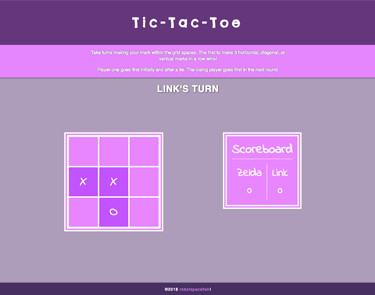 Tic-Tac-Toe
Take turns making your mark within the grid spaces. The first to make 3 horizontal, diagonal, or
vertical marks in a row wins!
Player one goes first initially and after a tie. The losing player goes first in the next round.
LINK'S TURN
Scoreboard
Zelda Link
0 0
X X
O
©2018